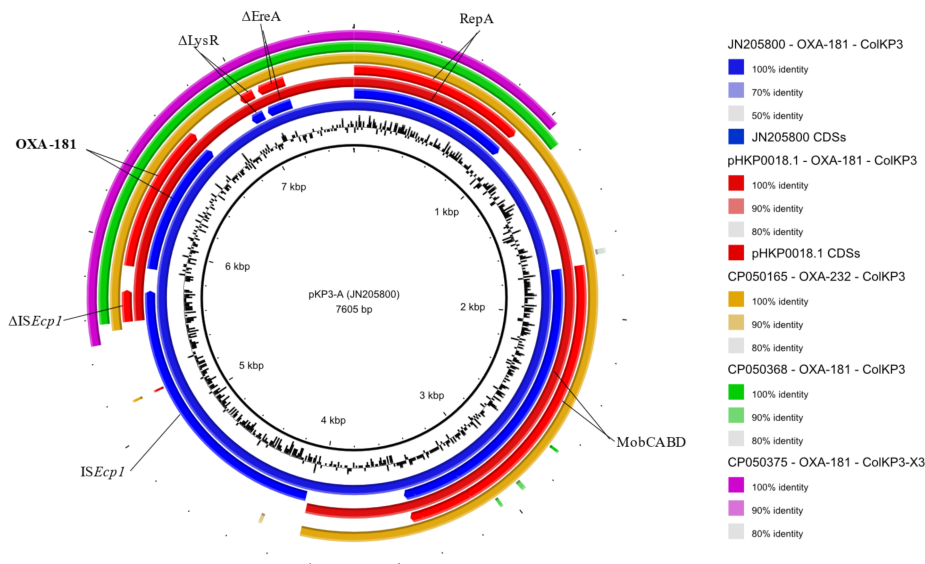 ΔEreA
RepA
ΔLysR
OXA-181
ΔISEcp1
ISEcp1
MobCABD
7 kbp
1 kbp
6 kbp
2 kbp
5 kbp
3 kbp
4 kbp
pKP3-A (JN205800)
7605 bp
JN205800 - OXA-181 - ColKP3
100% identity
70% identity
50% identity
JN205800 CDSs
pHKP0018.1 - OXA-181 - ColKP3
100% identity
90% identity
80% identity
pHKP0018.1 CDSs
CP050165 - OXA-232 - ColKP3
100% identity
90% identity
80% identity
CP050368 - OXA-181 - ColKP3
100% identity
90% identity
80% identity
CP050375 - OXA-181 - ColKP3-X3
100% identity
90% identity
80% identity